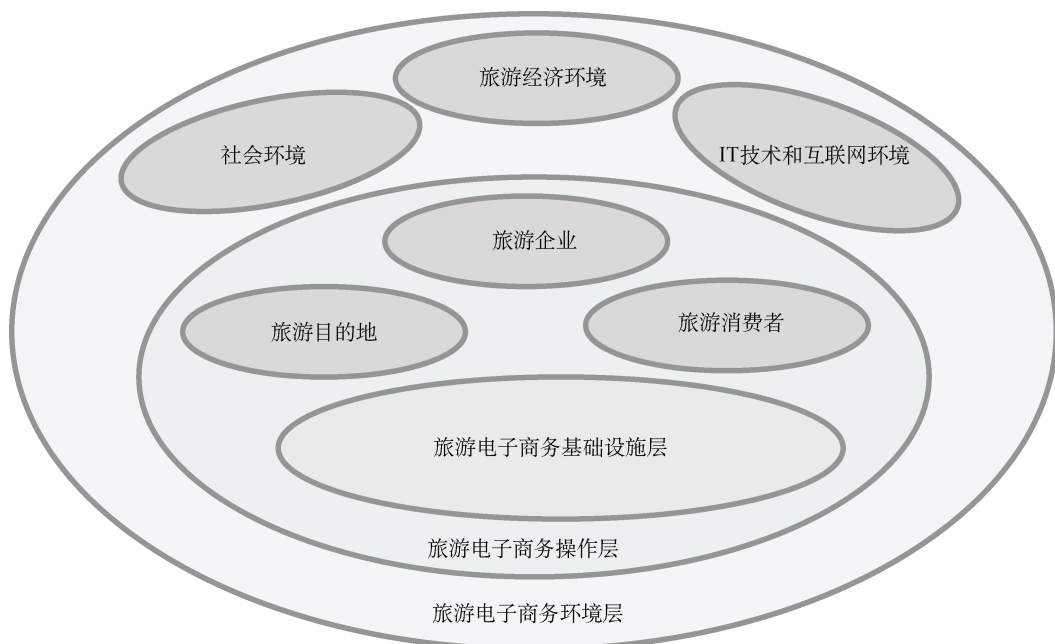 旅游经济环境
社会环境
IT技术和互联网环境
旅游企业
旅游目的地
旅游消费者
旅游电子商务基础设施层
旅游电子商务操作层
旅游电子商务环境层